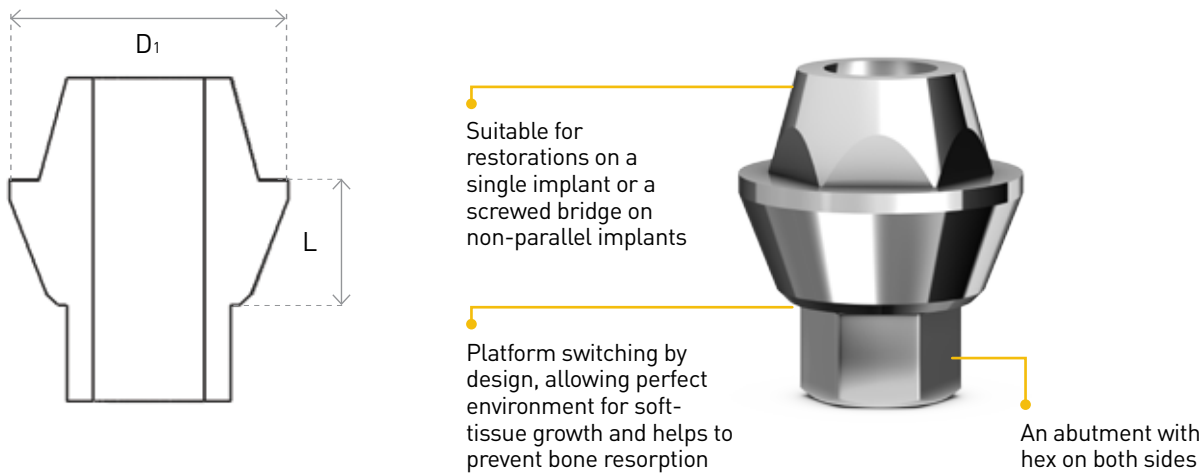 D1
L
Suitable for
restorations on a
single implant or a
screwed bridge on
non-parallel implants
Platform switching by
design, allowing perfect
environment for soft-
tissue growth and helps to
prevent bone resorption
An abutment with
hex on both sides